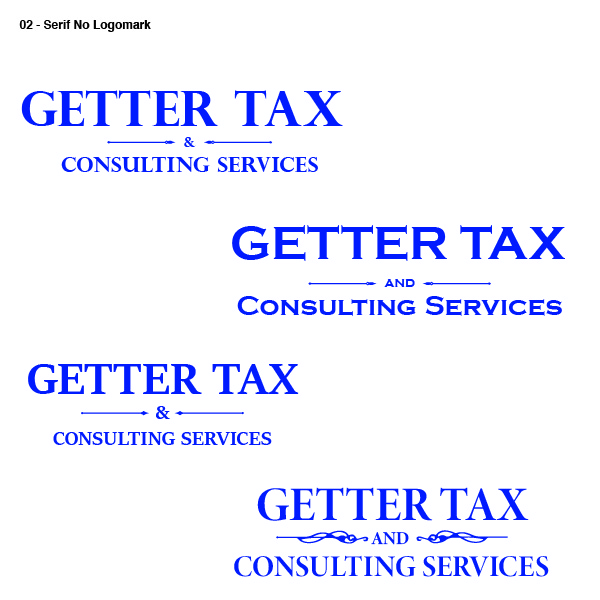 02 - Serif No Logomark
GETTER TAX
&
CONSULTING SERVICES
GETTER TAX
AND
CONSULTING SERVICES
GETTER TAX
&
CONSULTING SERVICES
GETTER TAX
AND
CONSULTING SERVICES